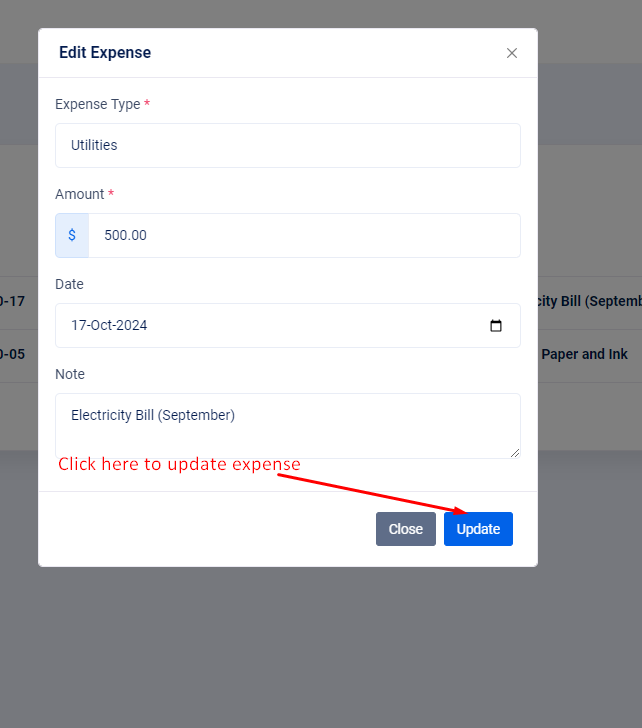 Edit Expense
Expense Type *
Utilities
Amount *
$ 500.00
Date
17-Oct-2024
0-17
city Bill (Septemb
0-05
Paper and Ink
Note
Electricity Bill (September)
Click here to update expense
Close Update